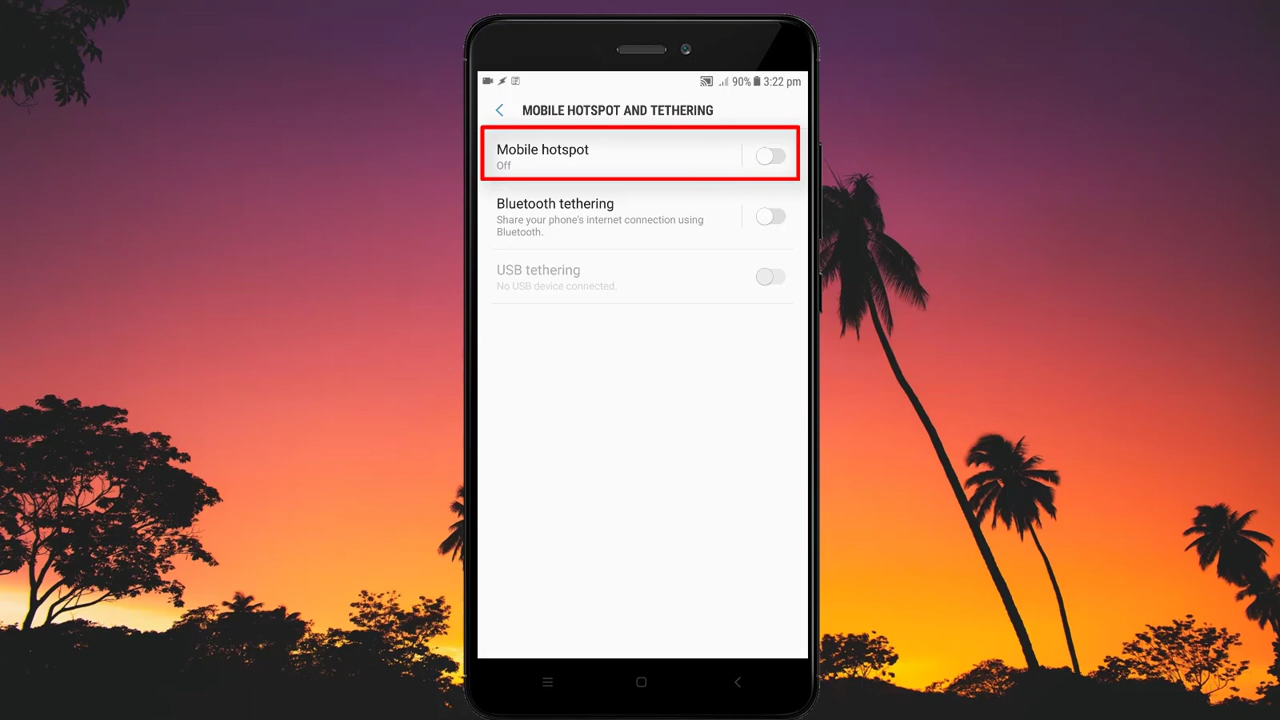 90% 3:22 pm
MOBILE HOTSPOT AND TETHERING
Mobile hotspot
Off
Bluetooth tethering
Share your phone's internet connection using
Bluetooth.
USB tethering
No USB device connected.